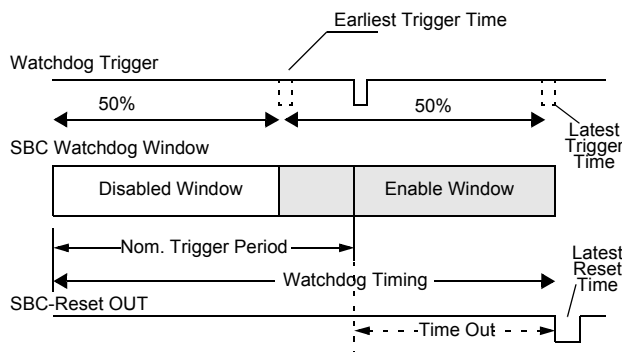 Earliest Trigger Time
Watchdog Trigger
50%
50%
Latest
Trigger
Time
SBC Watchdog Window
Disabled Window
Enable Window
Nom. Trigger Period
Latest
Reset
Time
Watchdog Timing
SBC-Reset OUT
Time Out